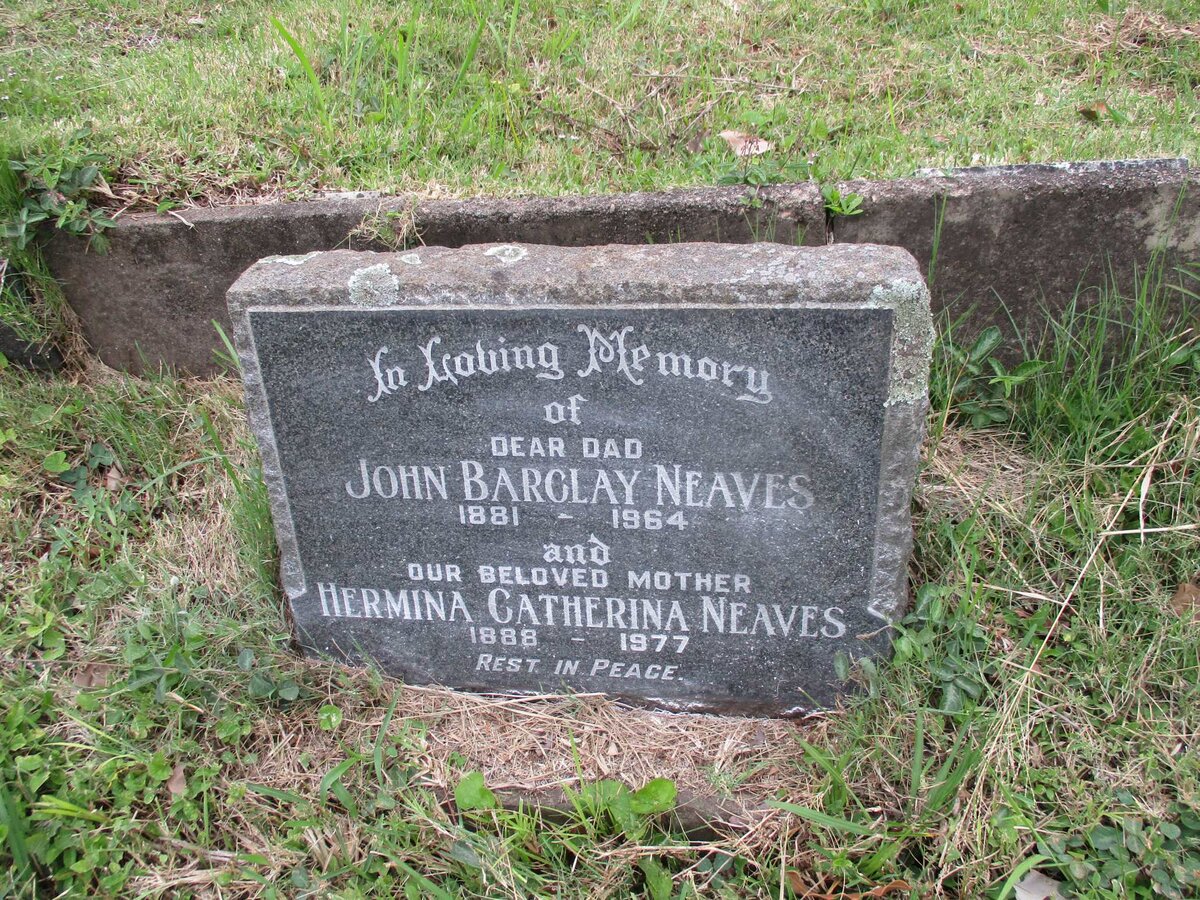 In Loving Memory
of
DEAR DAD
JOHN BARCLAY NEAVES
1881 - 1964
and
OUR BELOVED MOTHER
HERMINA CATHERINA NEAVES
1888 - 1977
REST IN PEACE.